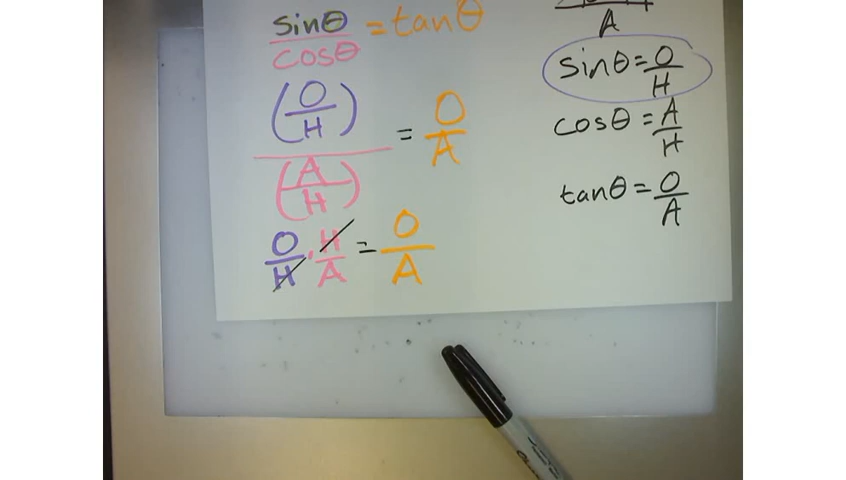 sinθ/cosθ = tanθ
(O/H)/(A/H) = O/A
O/H · H/A = O/A
A
sinθ = O/H
cosθ = A/H
tanθ = O/A